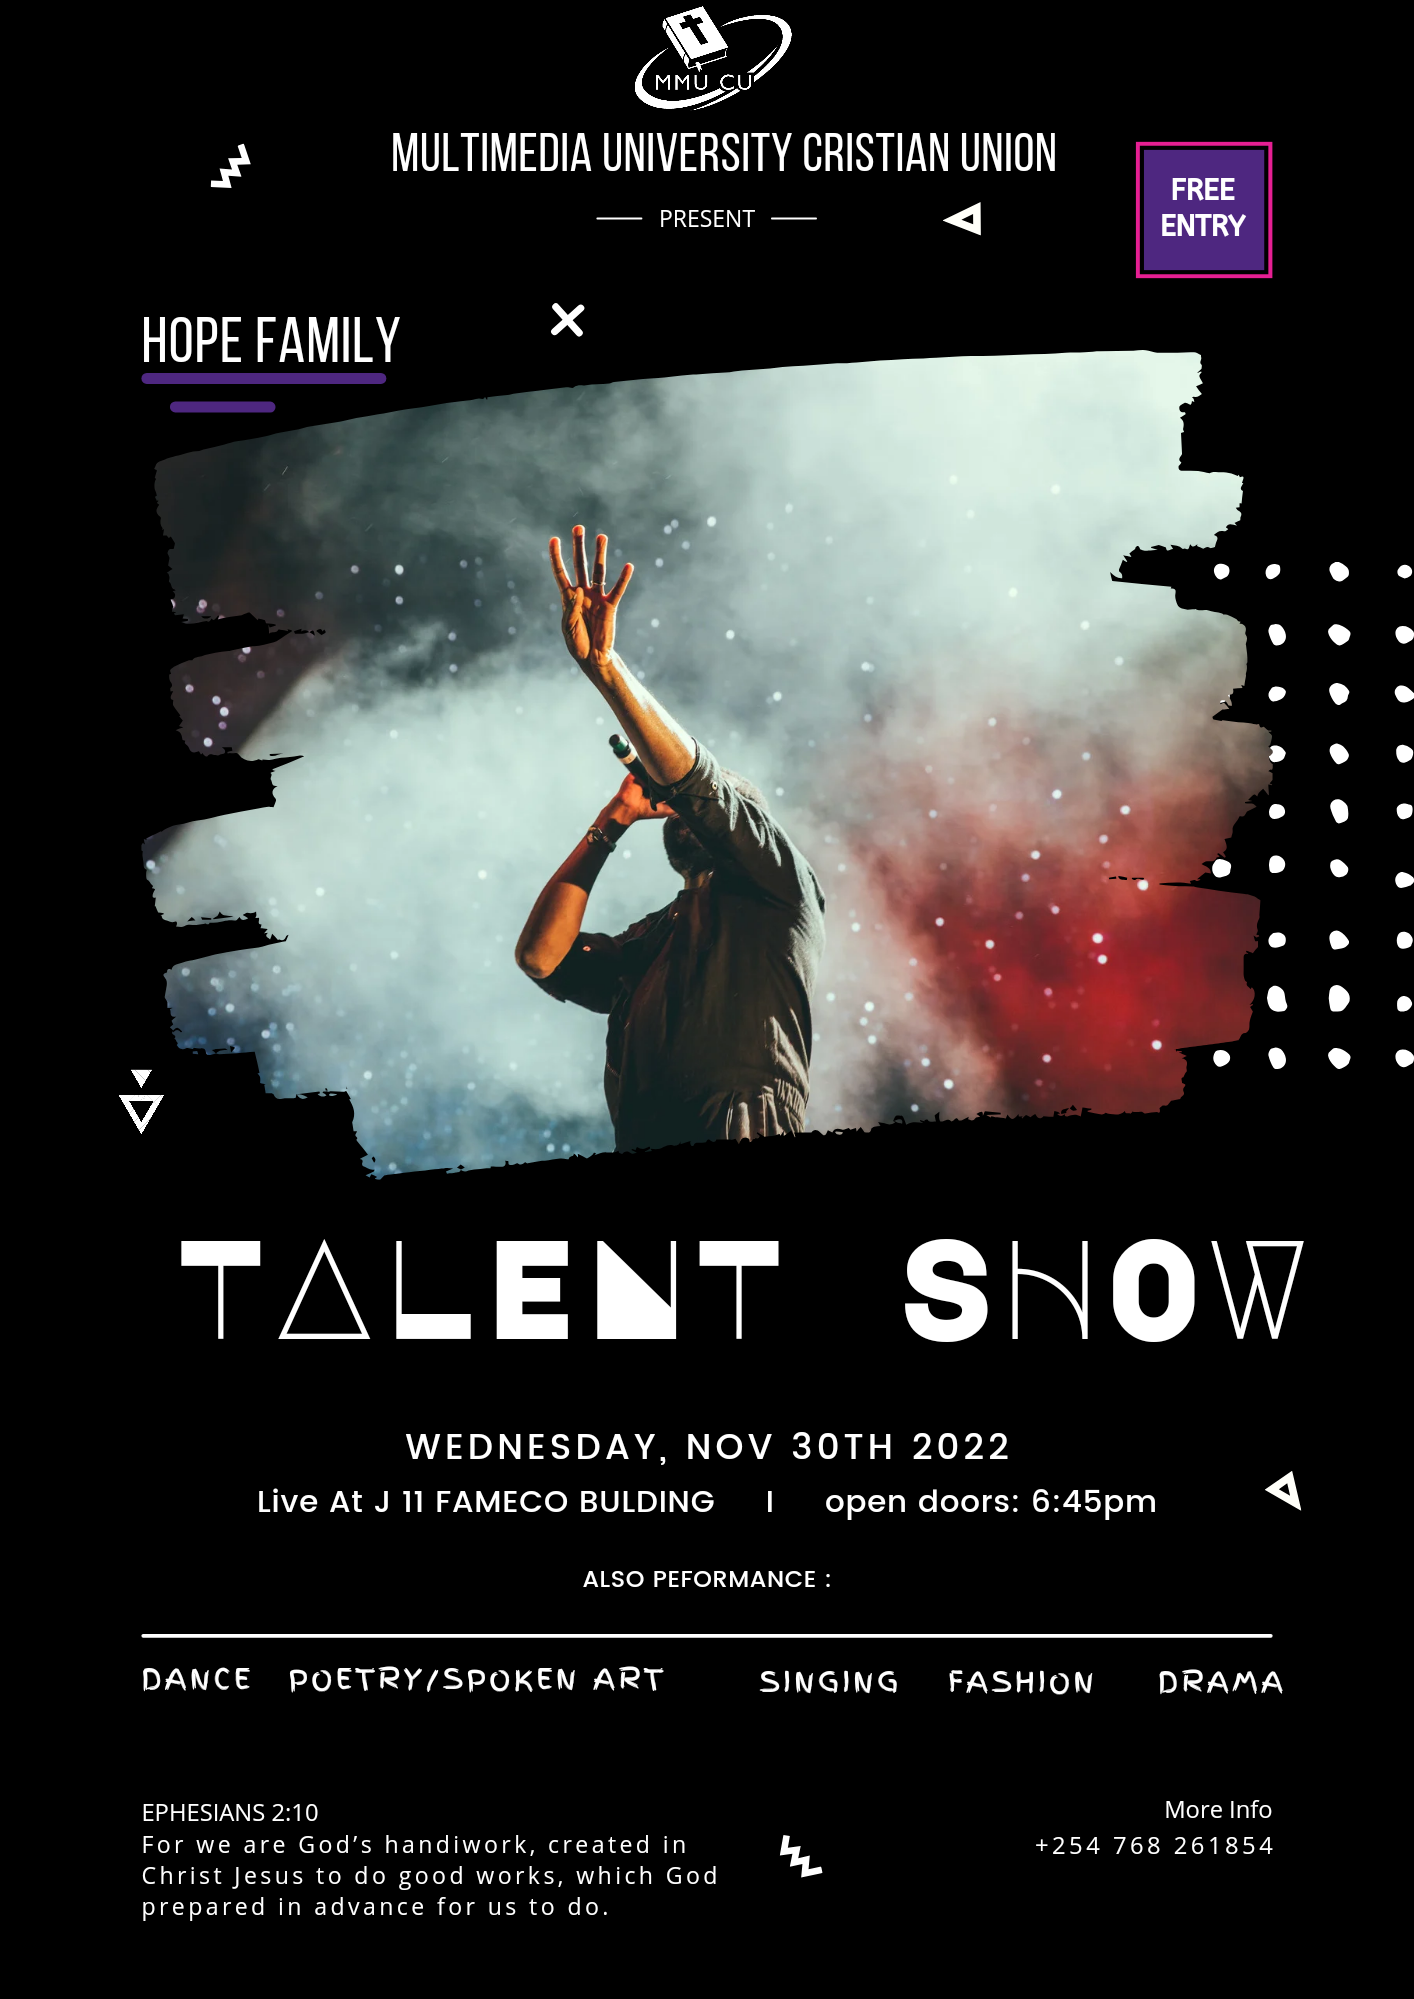 MMU CU
MULTIMEDIA UNIVERSITY CRISTIAN UNION
PRESENT
FREE
ENTRY
HOPE FAMILY
TALENT SHOW
WEDNESDAY, NOV 30TH 2022
Live At J 11 FAMECO BULDING | open doors: 6:45pm
ALSO PEFORMANCE :
DANCE POETRY/SPOKEN ART SINGING FASHION DRAMA
EPHESIANS 2:10
For we are God’s handiwork, created in
Christ Jesus to do good works, which God
prepared in advance for us to do.
More Info
+254 768 261854